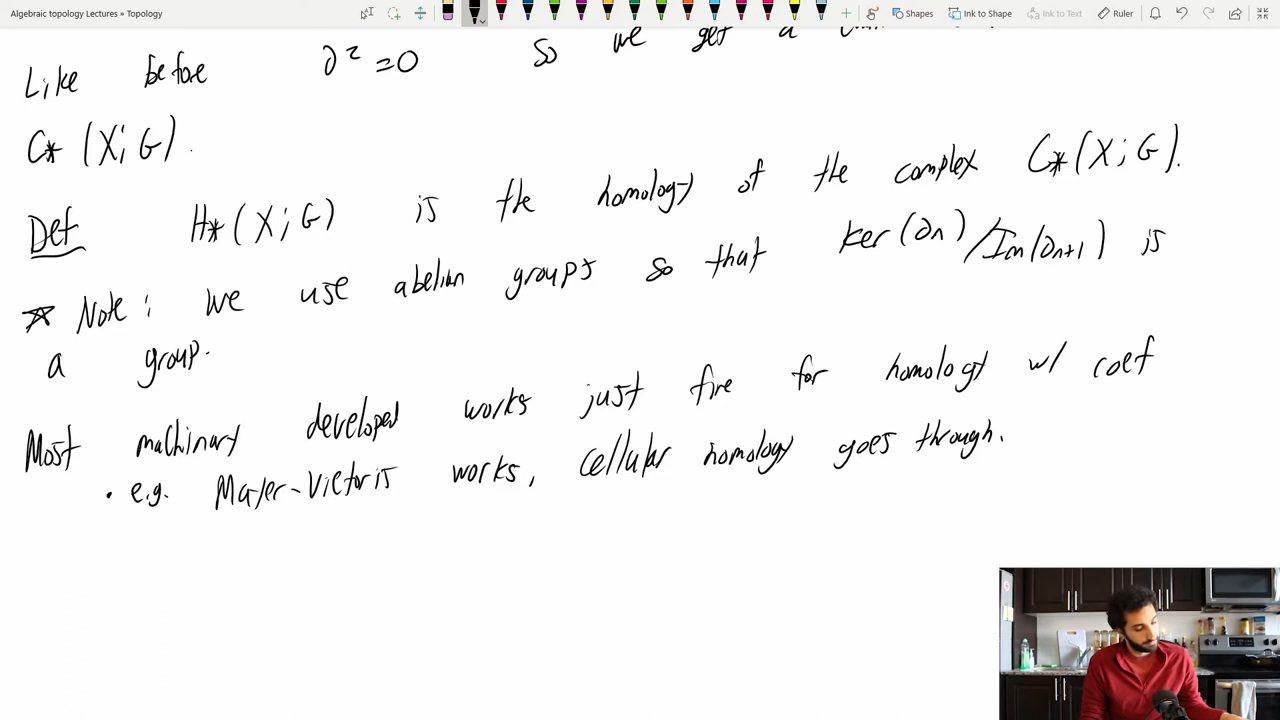 Algebraic topology Lectures » Topology
Shapes Ink to Shape Ink to Text Ruler
Like before ∂² = 0 So we get a
C* (X; G).
Def H* (X; G) is the homology of the complex C* (X; G).
* Note: we use abelian groups so that ker(∂n)/Im(∂n+1) is
a group.
Most machinary developed works just fine for homology w/ coef
• e.g. Mayer-Vietoris works, cellular homology goes through.